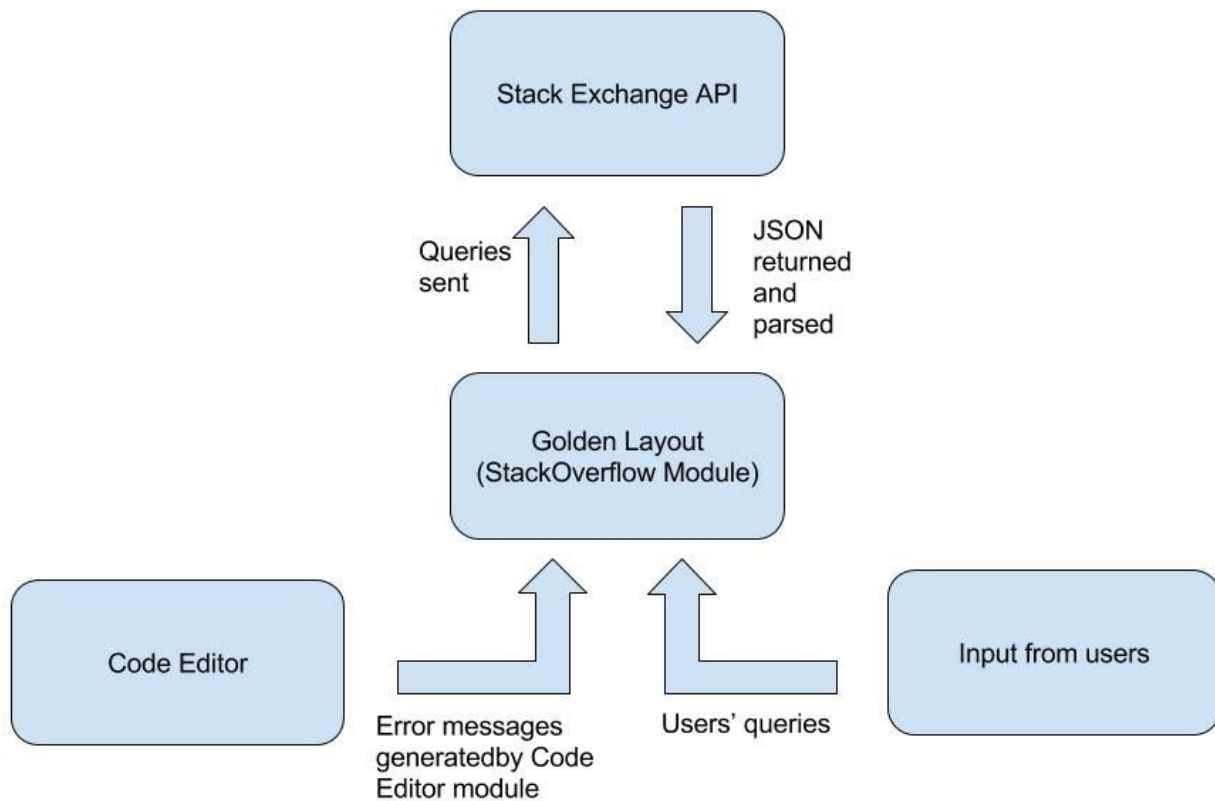 Stack Exchange API
Queries
sent
JSON
returned
and
parsed
Golden Layout
(StackOverflow Module)
Code Editor
Input from users
Error messages
generatedby Code
Editor module
Users' queries